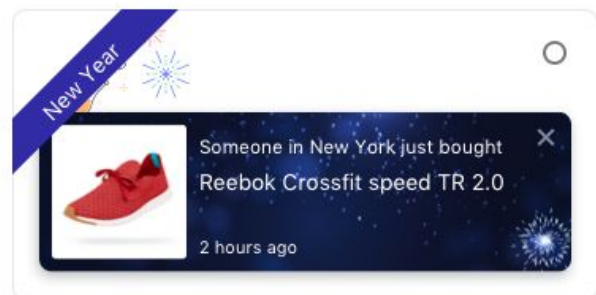 New Year
Someone in New York just bought
Reebok Crossfit speed TR 2.0
2 hours ago